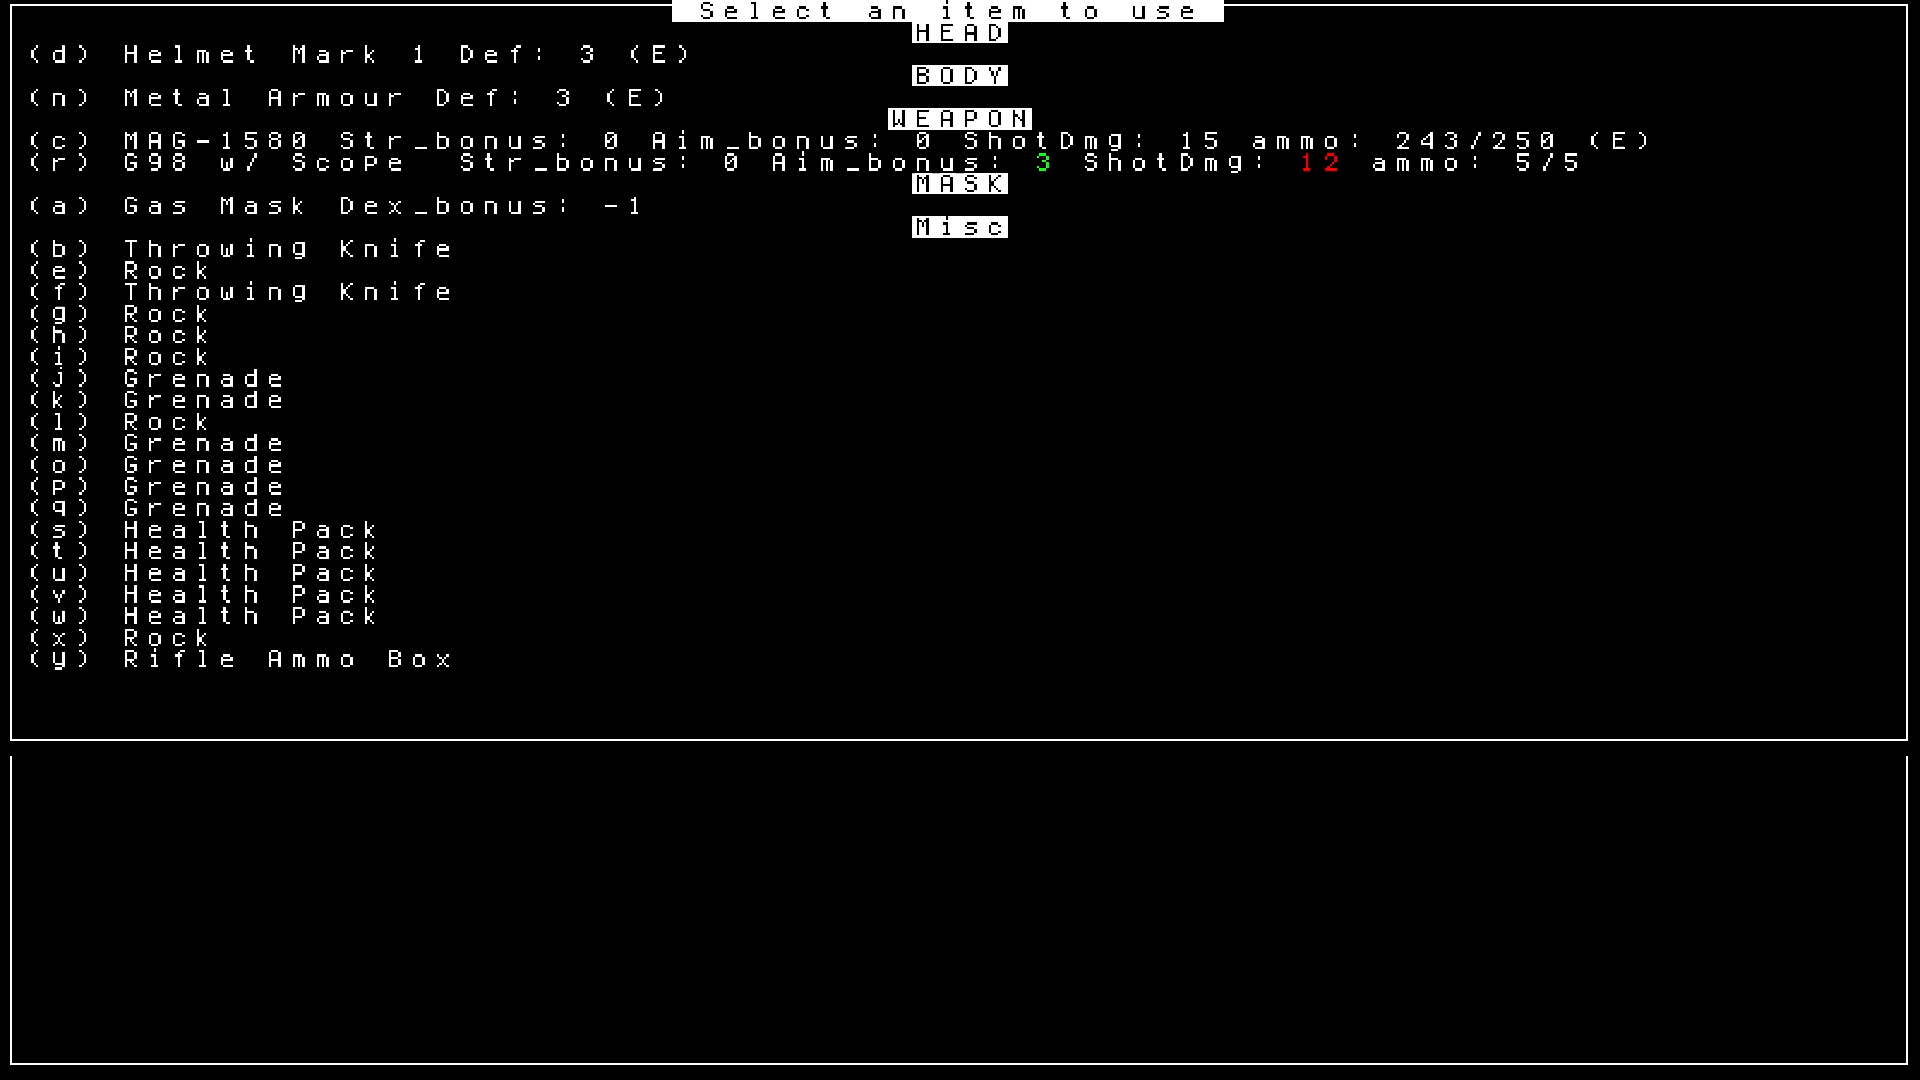 Select an item to use
HEAD
(d) Helmet Mark 1 Def: 3 (E)
BODY
(n) Metal Armour Def: 3 (E)
WEAPON
(c) MAG-1580 Str_bonus: 0 Aim_bonus: 0 ShotDmg: 15 ammo: 243/250 (E)
(r) G98 w/ Scope  Str_bonus: 0 Aim_bonus: 3 ShotDmg: 12 ammo: 5/5
MASK
(a) Gas Mask Dex_bonus: -1
Misc
(b) Throwing Knife
(e) Rock
(f) Throwing Knife
(g) Rock
(h) Rock
(i) Rock
(j) Grenade
(k) Grenade
(l) Rock
(m) Grenade
(o) Grenade
(p) Grenade
(q) Grenade
(s) Health Pack
(t) Health Pack
(u) Health Pack
(v) Health Pack
(w) Health Pack
(x) Rock
(y) Rifle Ammo Box